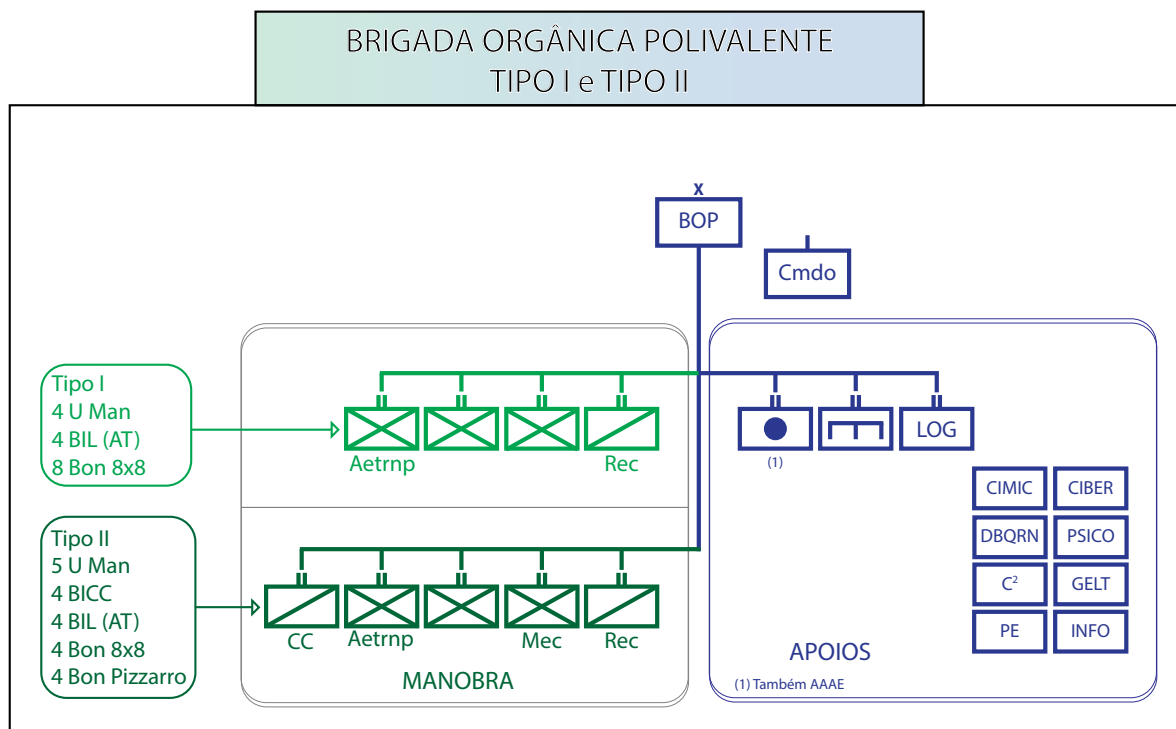 BRIGADA ORGÂNICA POLIVALENTE
TIPO I e TIPO II
x
BOP
Cmdo
Tipo I
4 U Man
4 BIL (AT)
8 Bon 8x8
Aetrnp
Rec
LOG
(1)
Tipo II
5 U Man
4 BICC
4 BIL (AT)
4 Bon 8x8
4 Bon Pizarro
CC
Aetrnp
Mec
Rec
MANOBRA
CIMIC
CIBER
DBQRN
PSICO
C²
GELT
PE
INFO
APOIOS
(1) Também AAAE